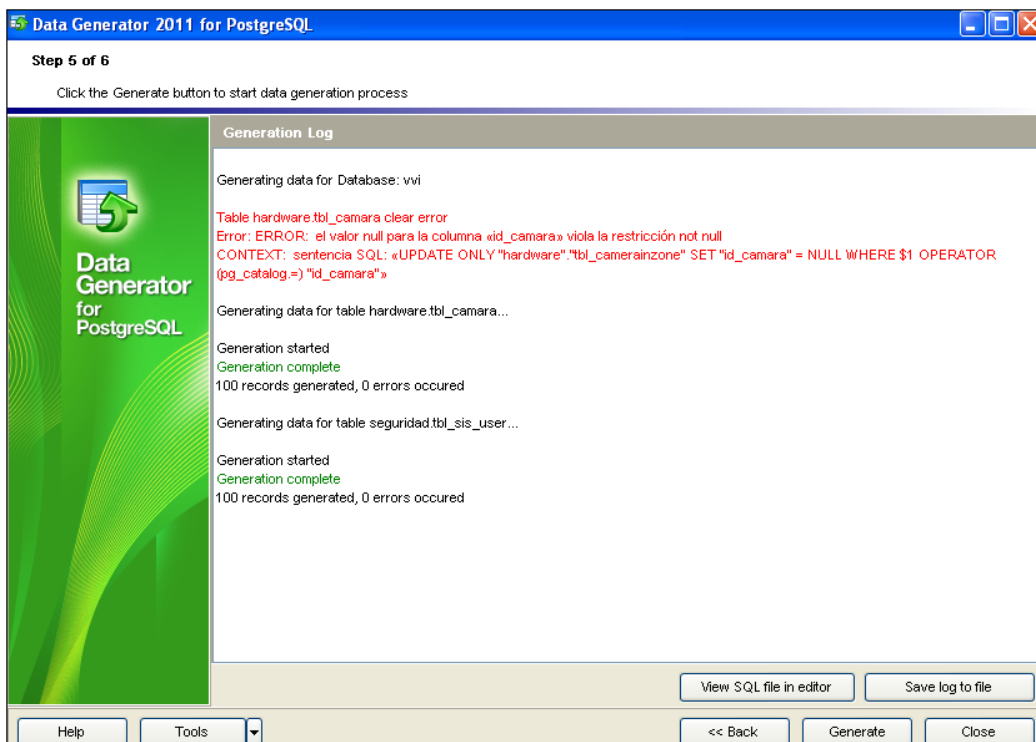 Data Generator 2011 for PostgreSQL
Step 5 of 6
Click the Generate button to start data generation process
Data
Generator
for
PostgreSQL
Generation Log
Generating data for Database: vvi
Table hardware.tbl_camara clear error
Error: ERROR:  el valor null para la columna «id_camara» viola la restricción not null
CONTEXT:  sentencia SQL: «UPDATE ONLY "hardware"."tbl_camerainzone" SET "id_camara" = NULL WHERE $1 OPERATOR
(pg_catalog.=) "id_camara"»
Generating data for table hardware.tbl_camara...
Generation started
Generation complete
100 records generated, 0 errors occured
Generating data for table seguridad.tbl_sis_user...
Generation started
Generation complete
100 records generated, 0 errors occured
View SQL file in editor
Save log to file
Help
Tools
<< Back
Generate
Close